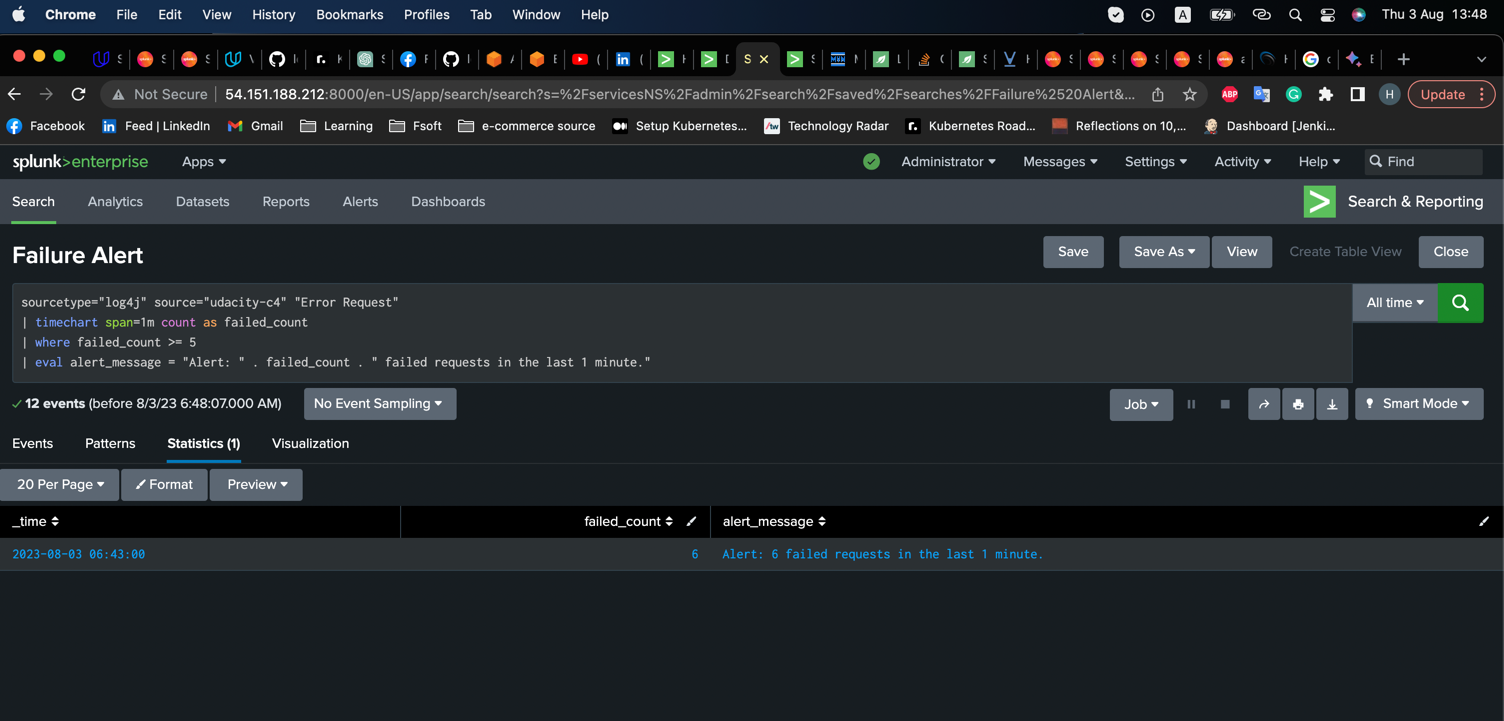 Chrome File Edit View History Bookmarks Profiles Tab Window Help A Thu 3 Aug 13:48
Not Secure 54.151.188.212:8000/en-US/app/search/search?s=%2FservicesNS%2Fadmin%2Fsearch%2Fsaved%2Fsearches%2FFailure%2520Alert&... ABP H Update
Facebook Feed | LinkedIn Gmail Learning Fsoft e-commerce source Setup Kubernetes... Technology Radar Kubernetes Road... Reflections on 10,... Dashboard [Jenki...
splunk>enterprise Apps Administrator Messages Settings Activity Help Find
Search Analytics Datasets Reports Alerts Dashboards Search & Reporting
Failure Alert Save Save As View Create Table View Close
sourcetype="log4j" source="udacity-c4" "Error Request" All time
| timechart span=1m count as failed_count
| where failed_count >= 5
| eval alert_message = "Alert: " . failed_count . " failed requests in the last 1 minute."
12 events (before 8/3/23 6:48:07.000 AM) No Event Sampling Job Smart Mode
Events Patterns Statistics (1) Visualization
20 Per Page Format Preview
_time failed_count alert_message
2023-08-03 06:43:00 6 Alert: 6 failed requests in the last 1 minute.